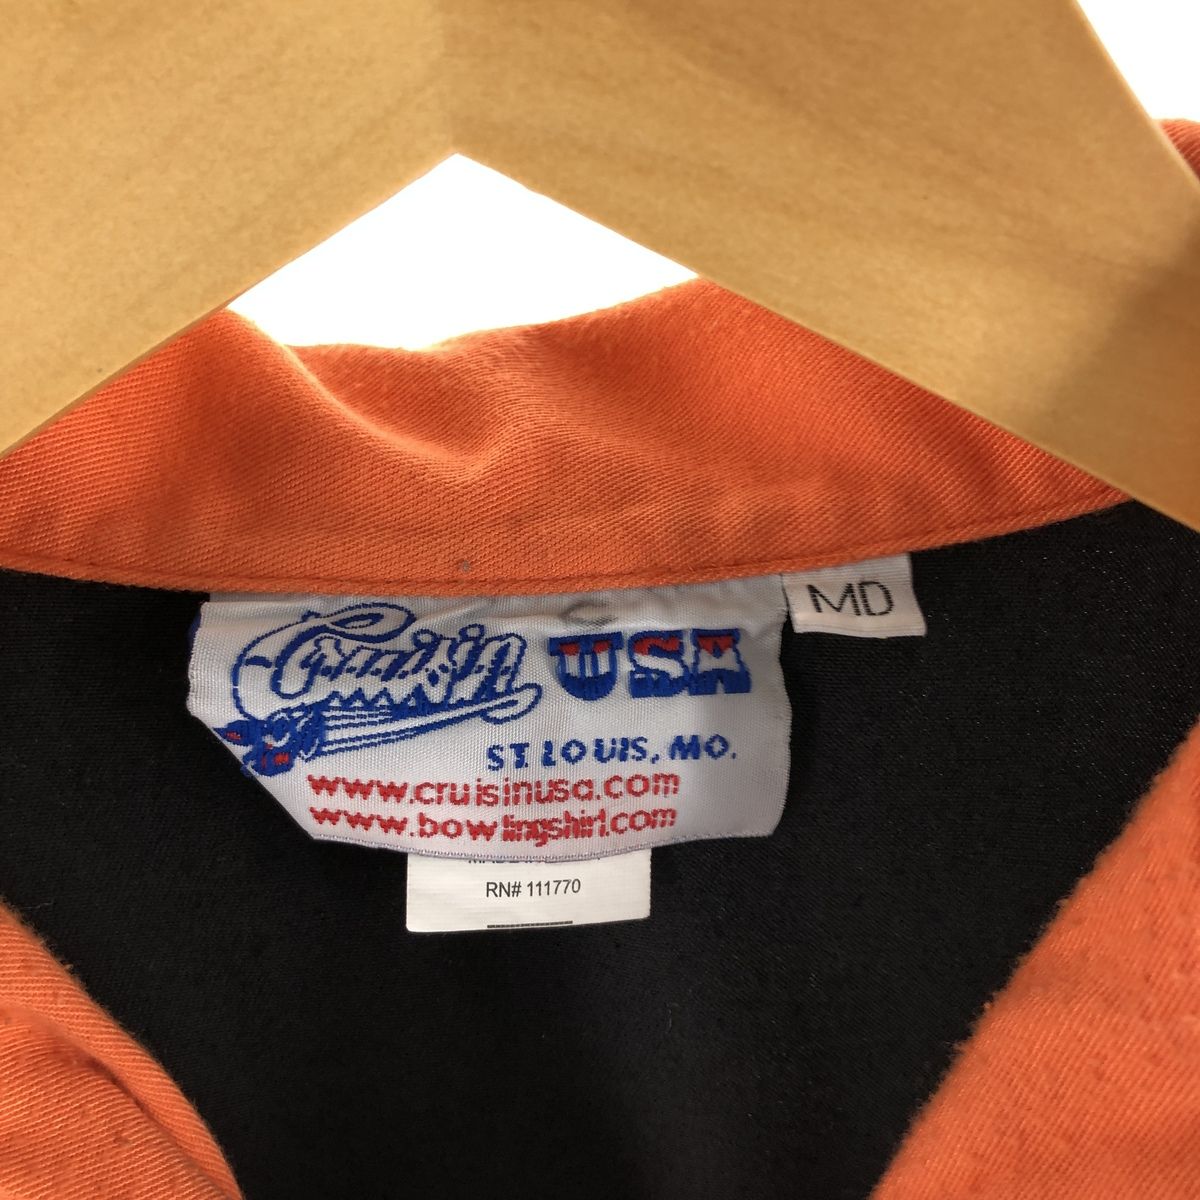 Cruisin USA
MD
ST. LOUIS, MO.
www.cruisinusa.com
www.bowlingshirt.com
RN# 111770